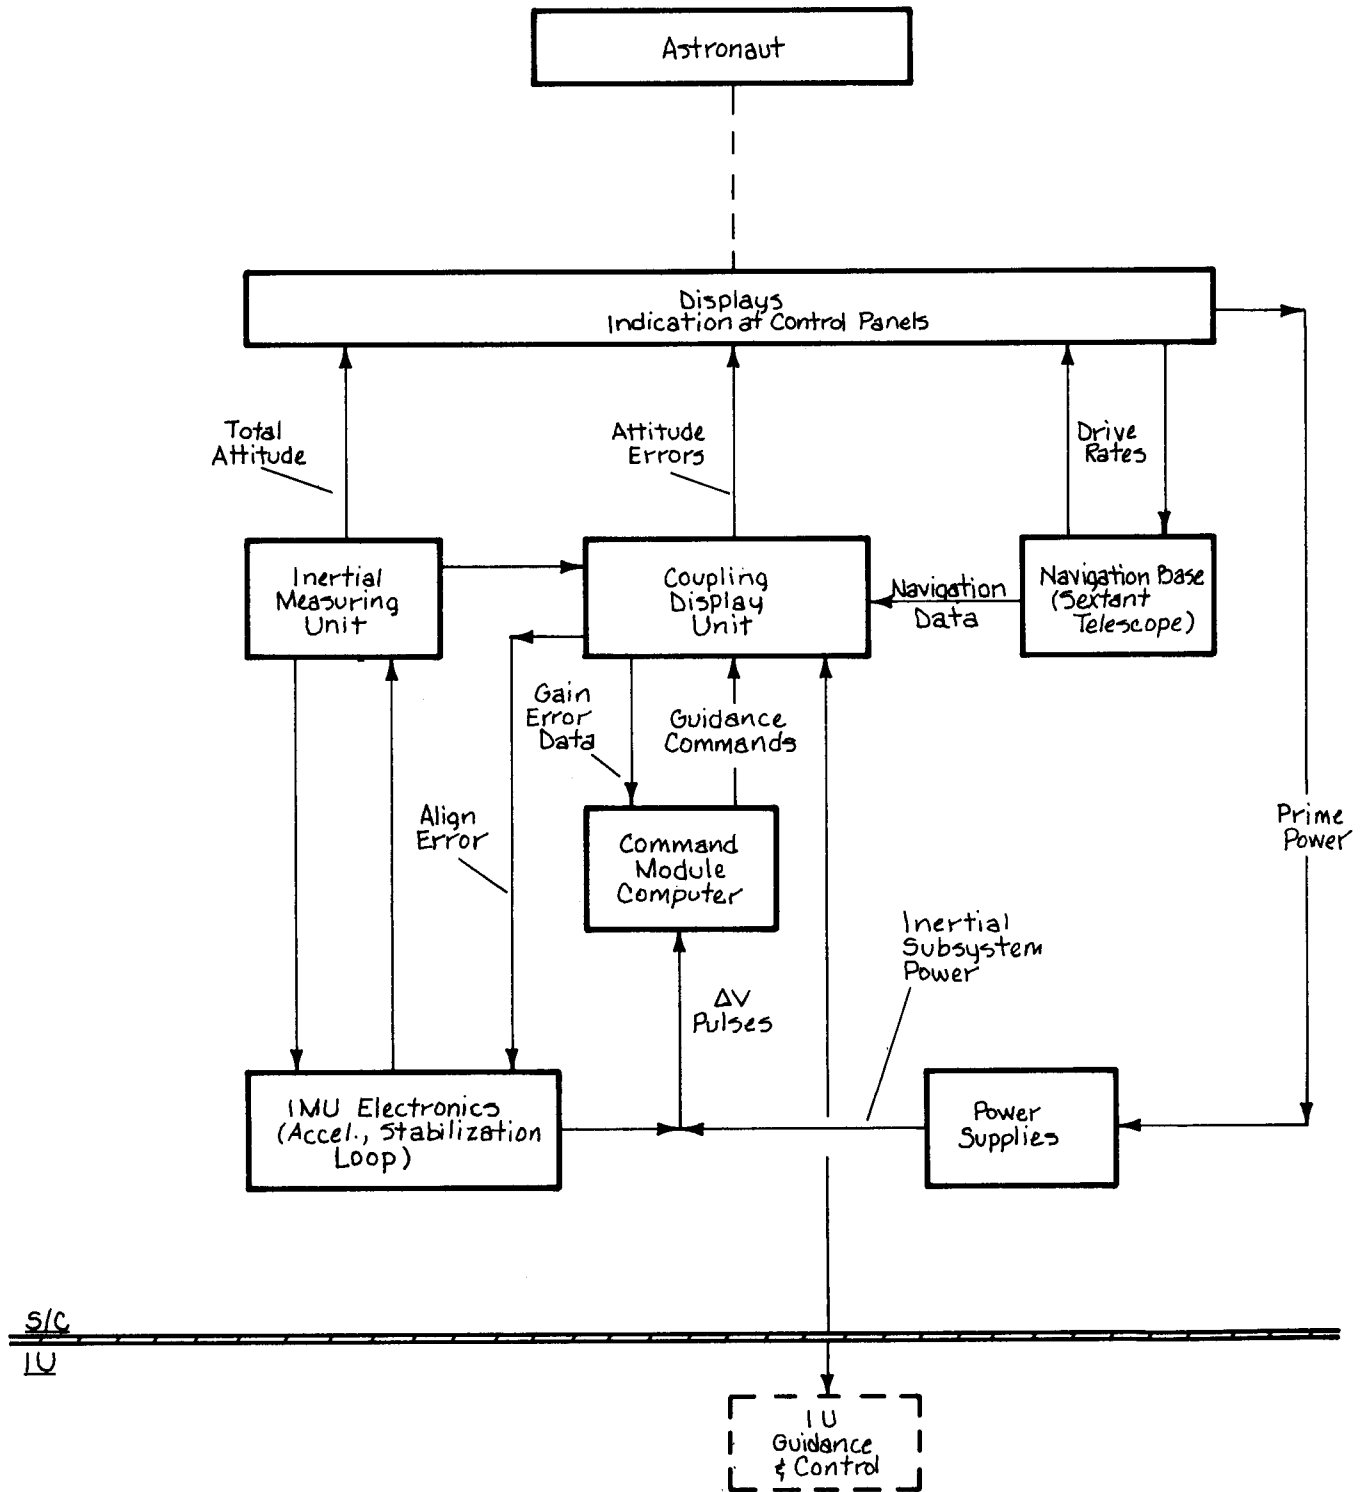 Astronaut
Displays
Indication at Control Panels
Total
Attitude
Attitude
Errors
Drive
Rates
Inertial
Measuring
Unit
Coupling
Display
Unit
Navigation
Data
Navigation Base
(Sextant
Telescope)
Gain
Error
Data
Guidance
Commands
Align
Error
Command
Module
Computer
Prime
Power
Inertial
Subsystem
Power
ΔV
Pulses
IMU Electronics
(Accel., Stabilization
Loop)
Power
Supplies
S/C
IU
IU
Guidance
& Control